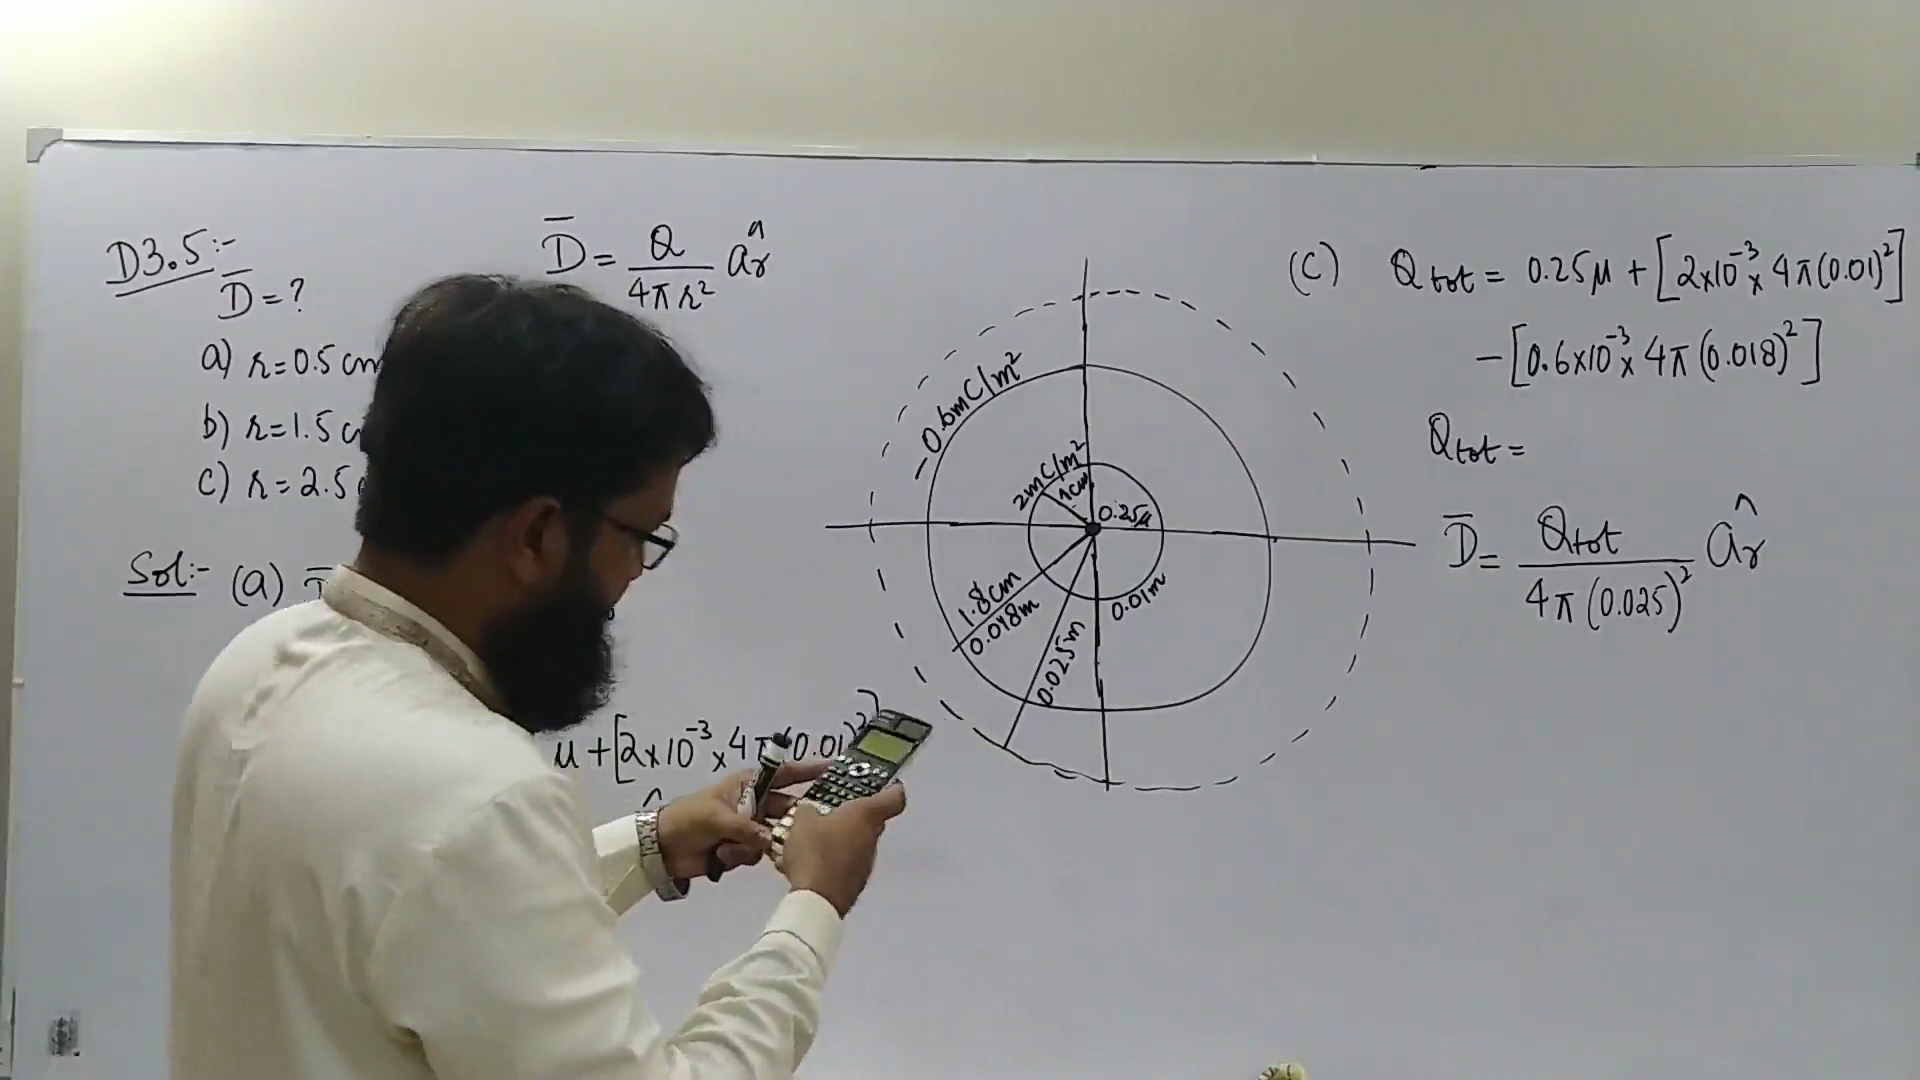 D3.5:-
D̅ = ?
a) r = 0.5 cm
b) r = 1.5
c) r = 2.5
D̅ = Q / 4πr² âr
Sol:- (a)
μ + [2×10⁻³ × 4π (0.01)²]
-0.6mC/m²
2mC/m²
1cm
0.25μ
1.8cm
0.018m
0.025m
0.01m
(C) Qtot = 0.25μ + [2×10⁻³ × 4π(0.01)²]
- [0.6×10⁻³ × 4π (0.018)²]
Qtot =
D̅ = Qtot / 4π (0.025)² âr